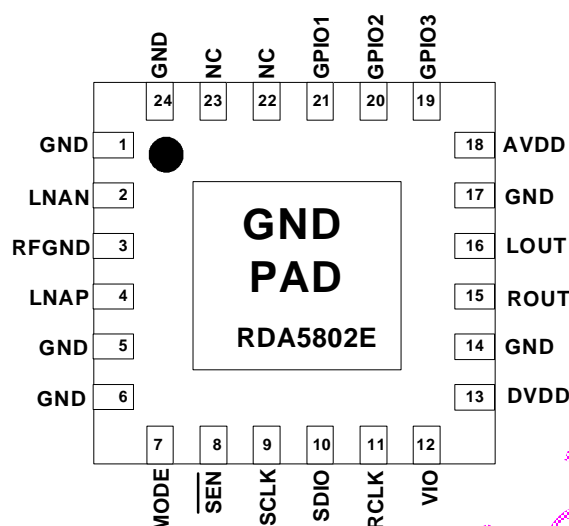 GND
NC
NC
GPIO1
GPIO2
GPIO3
24
23
22
21
20
19
GND 1
18 AVDD
LNAN 2
17 GND
RFGND 3
16 LOUT
LNAP 4
15 ROUT
GND 5
14 GND
GND 6
13 DVDD
GND
PAD
RDA5802E
7
8
9
10
11
12
MODE
SEN
SCLK
SDIO
RCLK
VIO